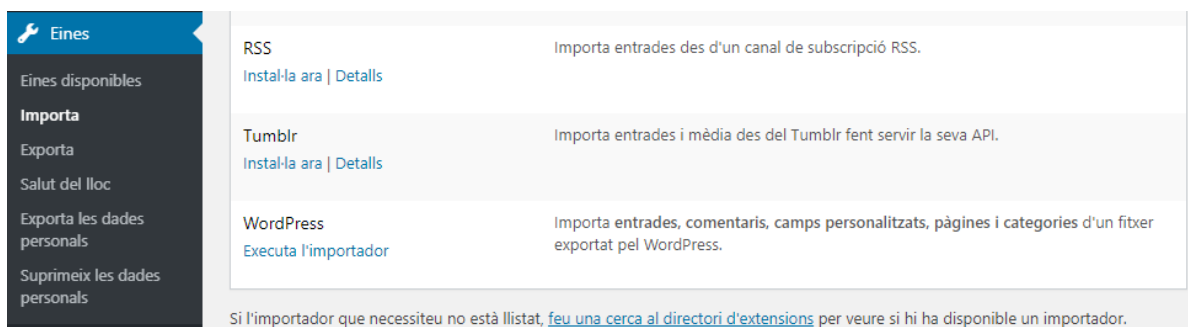 Eines
Eines disponibles
Importa
Exporta
Salut del lloc
Exporta les dades
personals
Suprimeix les dades
personals
RSS
Importa entrades des d'un canal de subscripció RSS.
Instal·la ara | Detalls
Tumblr
Importa entrades i mèdia des del Tumblr fent servir la seva API.
Instal·la ara | Detalls
WordPress
Importa entrades, comentaris, camps personalitzats, pàgines i categories d'un fitxer
exportat pel WordPress.
Executa l'importador
Si l'importador que necessiteu no està llistat, feu una cerca al directori d'extensions per veure si hi ha disponible un importador.